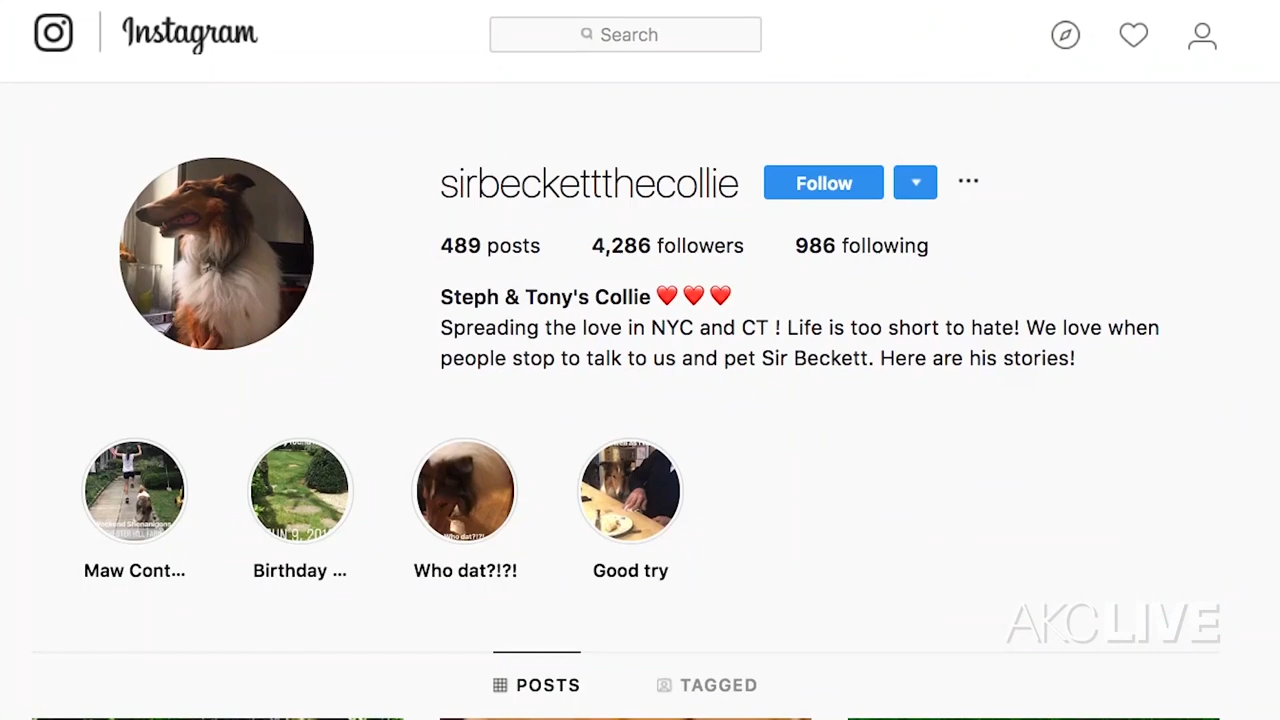 Instagram
Search
sirbeckettthecollie
Follow
489 posts
4,286 followers
986 following
Steph & Tony's Collie ❤️ ❤️ ❤️
Spreading the love in NYC and CT ! Life is too short to hate! We love when
people stop to talk to us and pet Sir Beckett. Here are his stories!
Who dat?!?!
Maw Cont...
Birthday ...
Who dat?!?!
Good try
AKC LIVE
POSTS
TAGGED